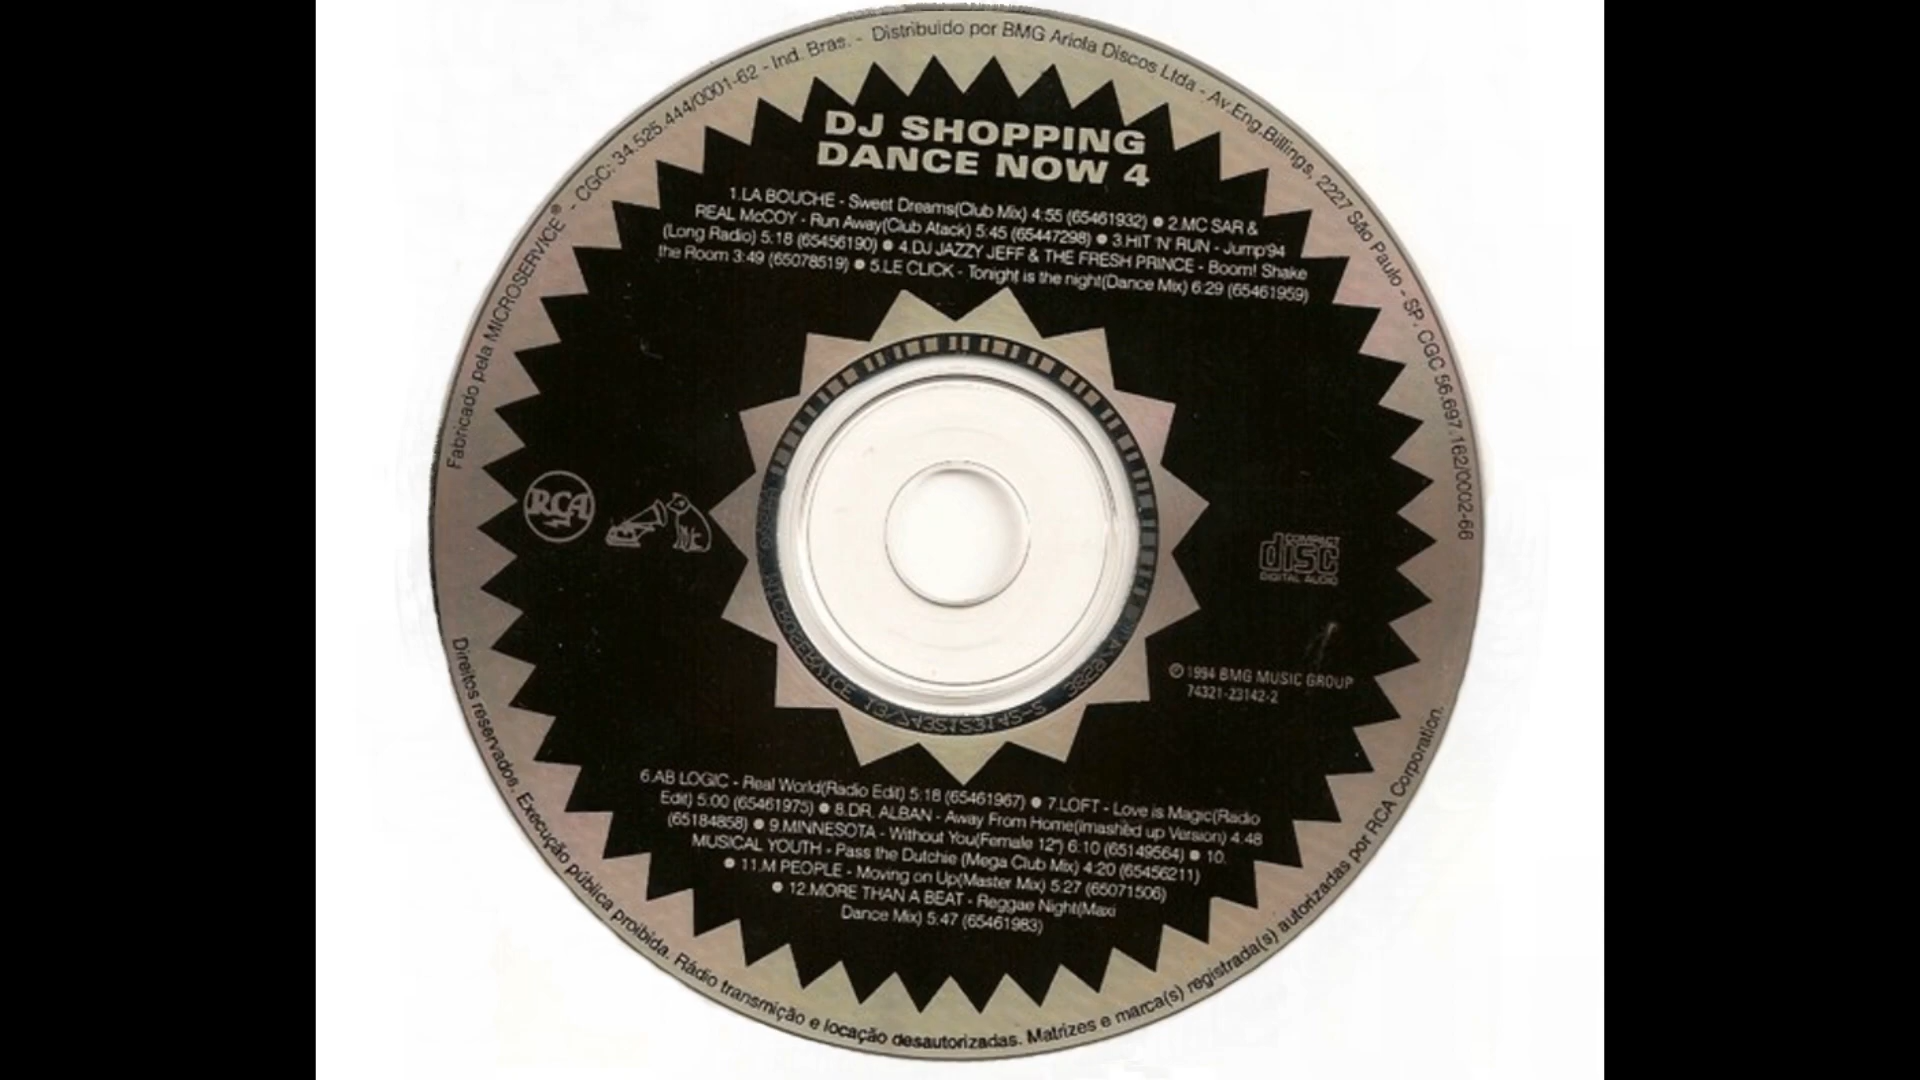 Fabricado pela MICROSERVICE® - CGC: 34.525.444/0001-62 - Ind. Bras. - Distribuido por BMG Ariola Discos Ltda - Av.Eng.Billings, 2227 São Paulo - SP. CGC 56.697.162/0002-66
DJ SHOPPING
DANCE NOW 4
1.LA BOUCHE - Sweet Dreams(Club Mix) 4:55 (65461932) ● 2.MC SAR &
REAL McCOY - Run Away(Club Atack) 5:45 (65447298) ● 3.HIT 'N' RUN - Jump'94
(Long Radio) 5:18 (65456190) ● 4.DJ JAZZY JEFF & THE FRESH PRINCE - Boom! Shake
the Room 3:49 (65078519) ● 5.LE CLICK - Tonight is the night(Dance Mix) 6:29 (65461959)
RCA
COMPACT
disc
DIGITAL AUDIO
℗ 1994 BMG MUSIC GROUP
74321-23142-2
MICROSERVICE
6.AB LOGIC - Real World(Radio Edit) 5:18 (65461967) ● 7.LOFT - Love is Magic(Radio
Edit) 5:00 (65461975) ● 8.DR. ALBAN - Away From Home(imashed up Version) 4.48
(65184858) ● 9.MINNESOTA - Without You(Female 12") 6:10 (65149564) ● 10.
MUSICAL YOUTH - Pass the Dutchie (Mega Club Mix) 4:20 (65456211)
● 11.M PEOPLE - Moving on Up(Master Mix) 5:27 (65071506)
● 12.MORE THAN A BEAT - Reggae Night(Maxi
Dance Mix) 5:47 (65461983)
Direitos reservados. Execução pública proibida. Rádio transmição e locação desautorizadas. Matrizes e marca(s) registrada(s) autorizadas por RCA Corporation.